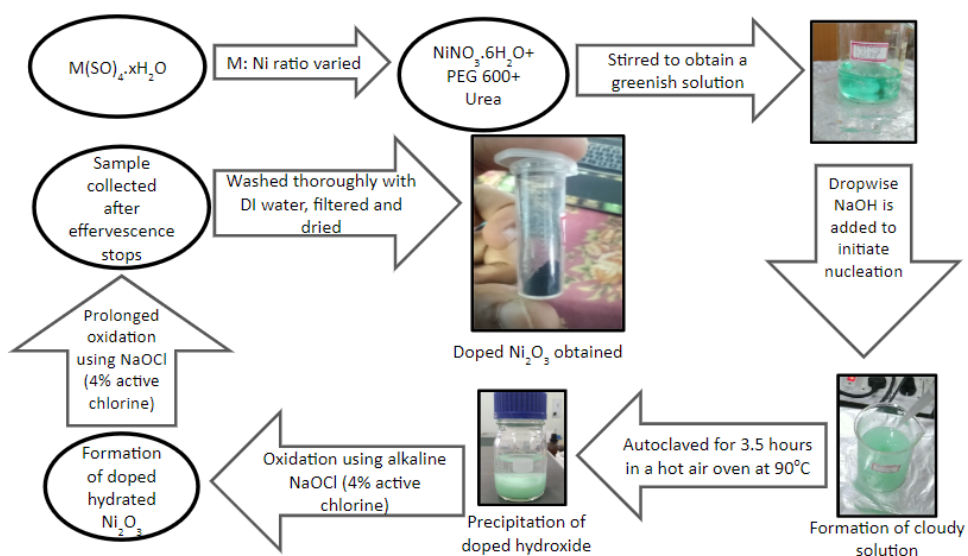 M(SO)₄.xH₂O
M: Ni ratio varied
NiNO₃.6H₂O+
PEG 600+
Urea
Stirred to obtain a
greenish solution
Dropwise
NaOH is
added to
initiate
nucleation
Formation of cloudy
solution
Autoclaved for 3.5 hours
in a hot air oven at 90°C
Precipitation of
doped hydroxide
Oxidation using alkaline
NaOCl (4% active
chlorine)
Formation
of doped
hydrated
Ni₂O₃
Prolonged
oxidation
using NaOCl
(4% active
chlorine)
Sample
collected
after
effervescence
stops
Washed thoroughly with
DI water, filtered and
dried
Doped Ni₂O₃ obtained